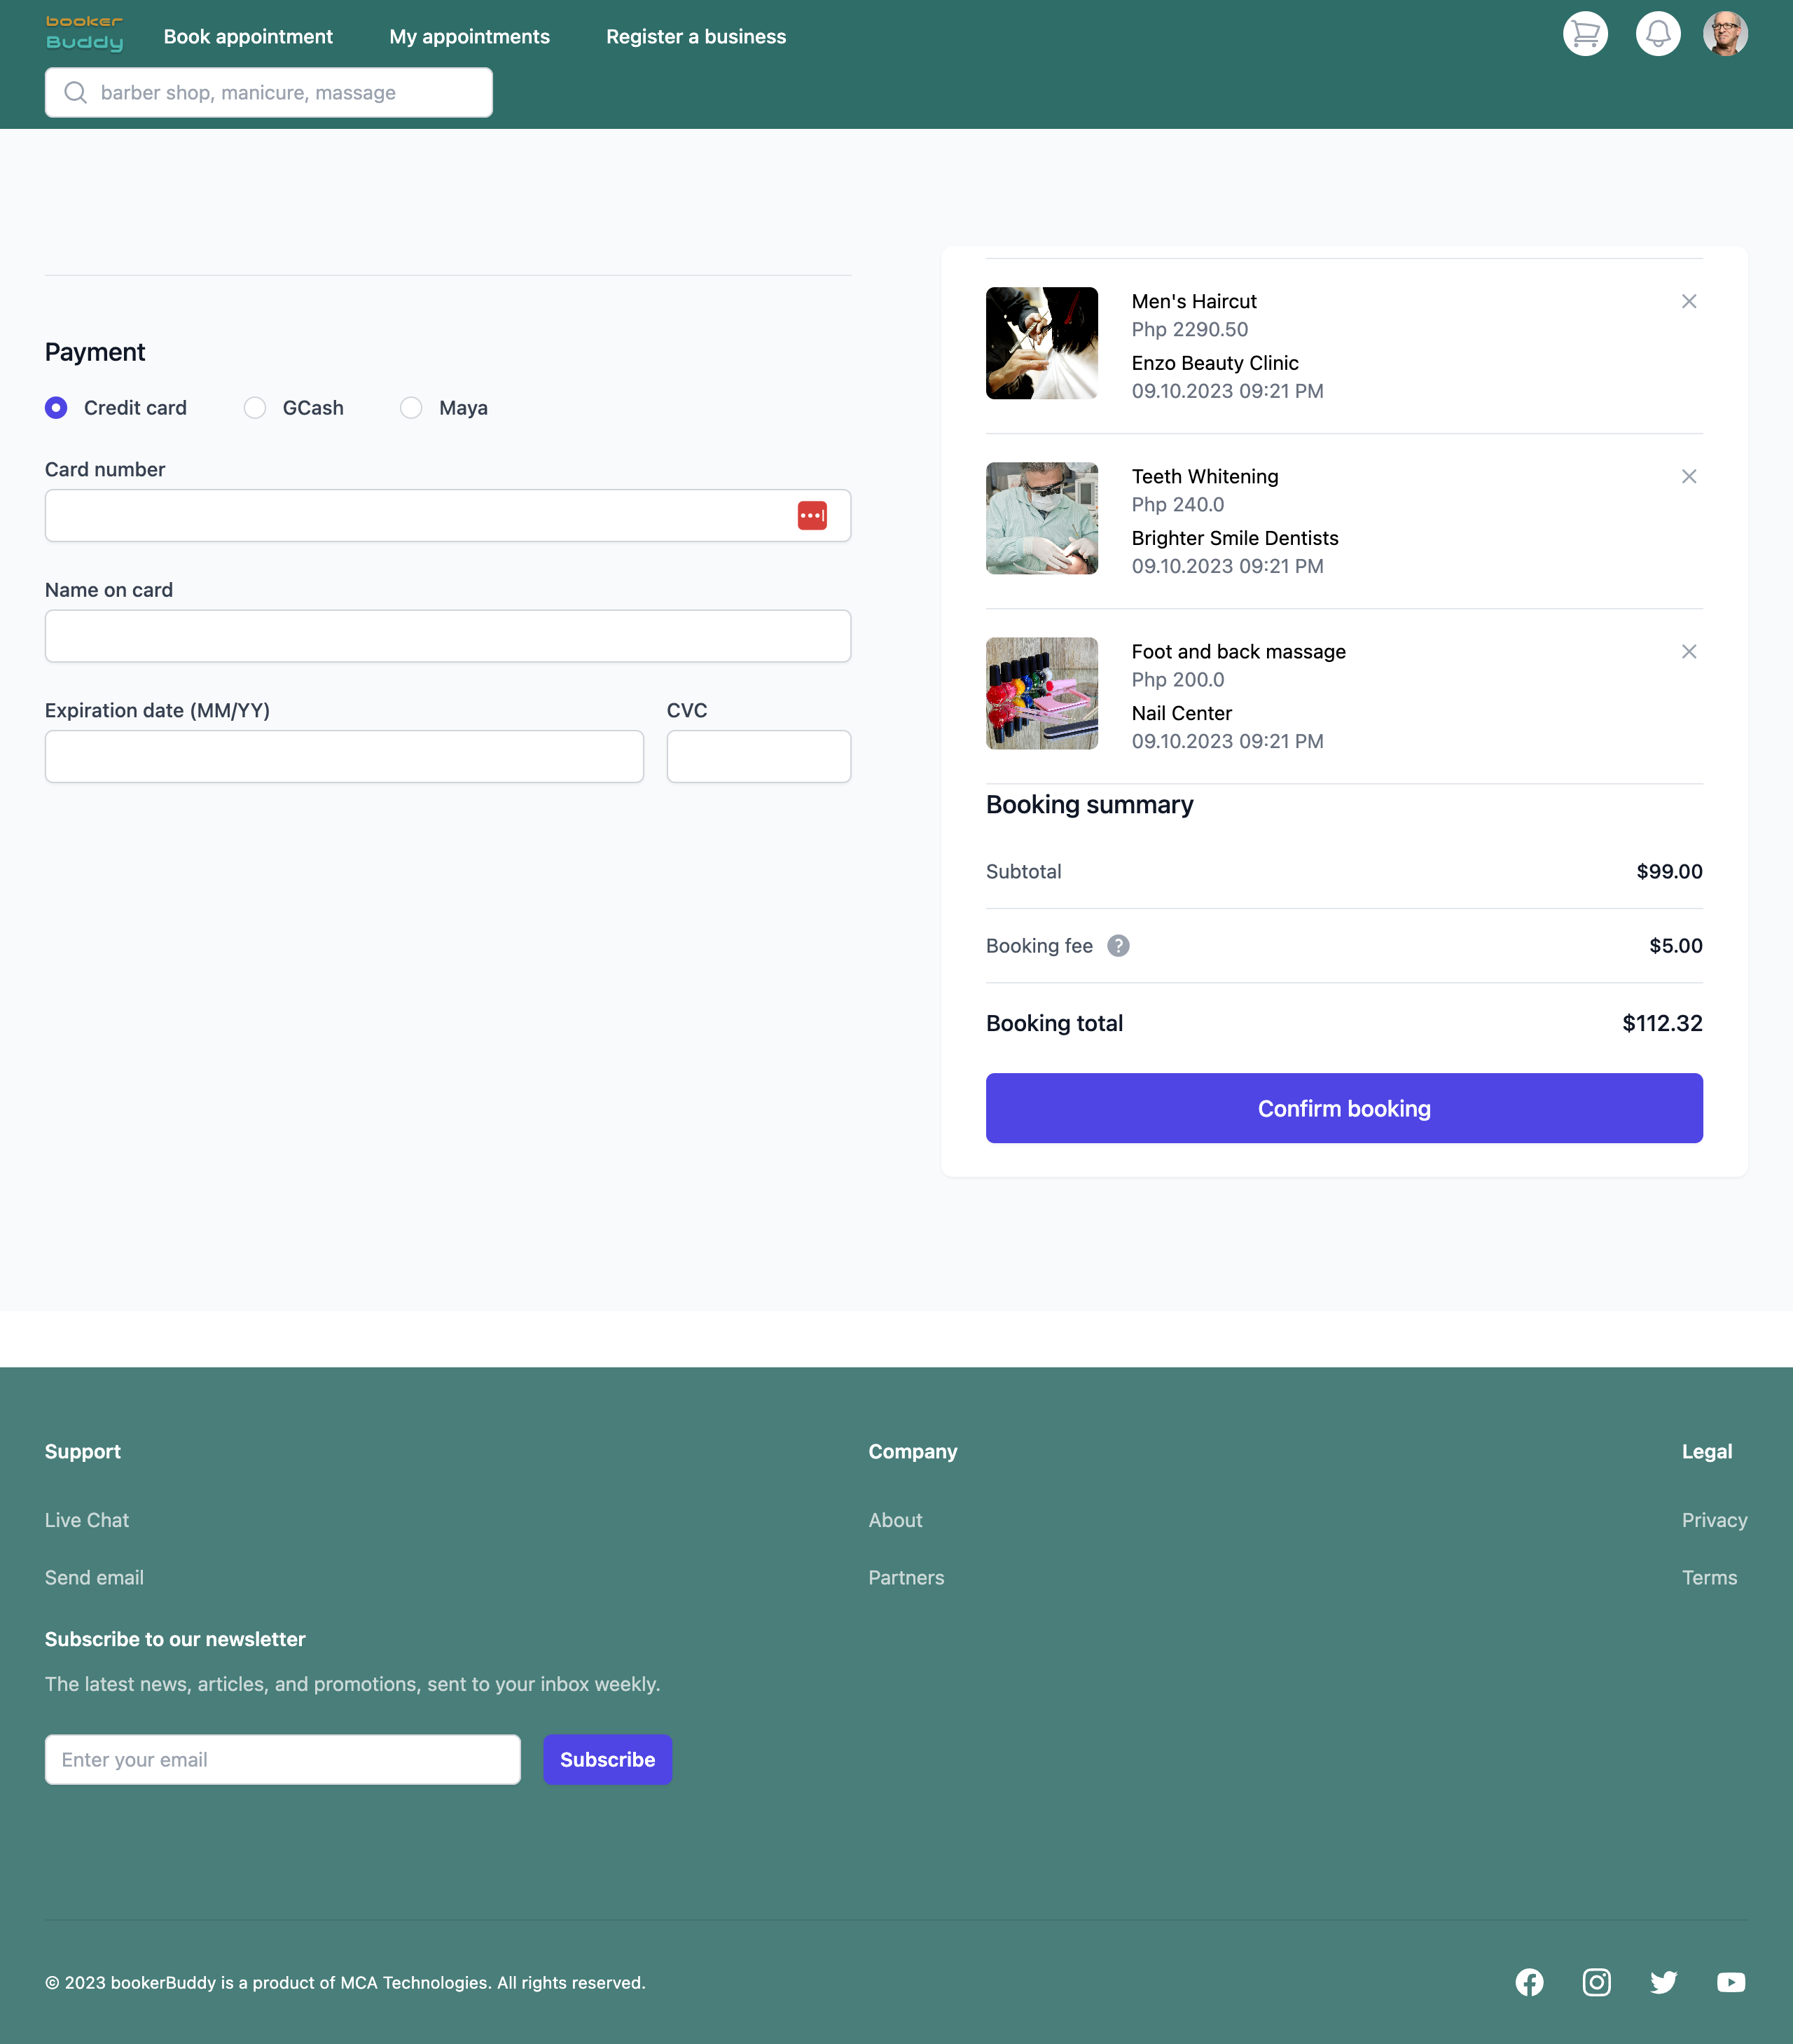 booker
Buddy
Book appointment
My appointments
Register a business
barber shop, manicure, massage
Payment
Credit card
GCash
Maya
Card number
Name on card
Expiration date (MM/YY)
CVC
Men's Haircut
Php 2290.50
Enzo Beauty Clinic
09.10.2023 09:21 PM
Teeth Whitening
Php 240.0
Brighter Smile Dentists
09.10.2023 09:21 PM
Foot and back massage
Php 200.0
Nail Center
09.10.2023 09:21 PM
Booking summary
Subtotal $99.00
Booking fee ? $5.00
Booking total $112.32
Confirm booking
Support
Live Chat
Send email
Company
About
Partners
Legal
Privacy
Terms
Subscribe to our newsletter
The latest news, articles, and promotions, sent to your inbox weekly.
Enter your email
Subscribe
© 2023 bookerBuddy is a product of MCA Technologies. All rights reserved.